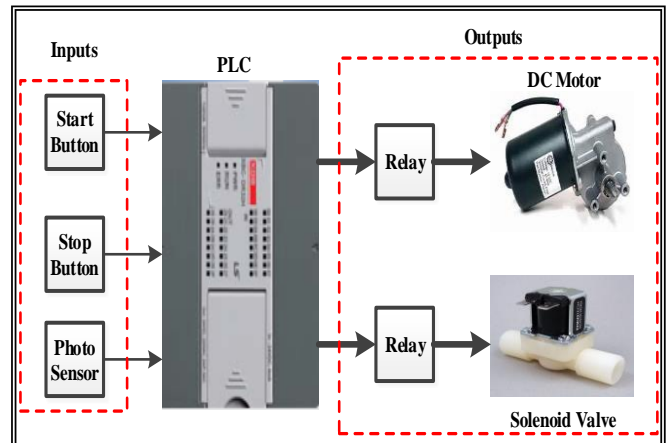 Inputs
Outputs
PLC
DC Motor
Start
Button
Relay
Stop
Button
Photo
Sensor
Relay
Solenoid Valve